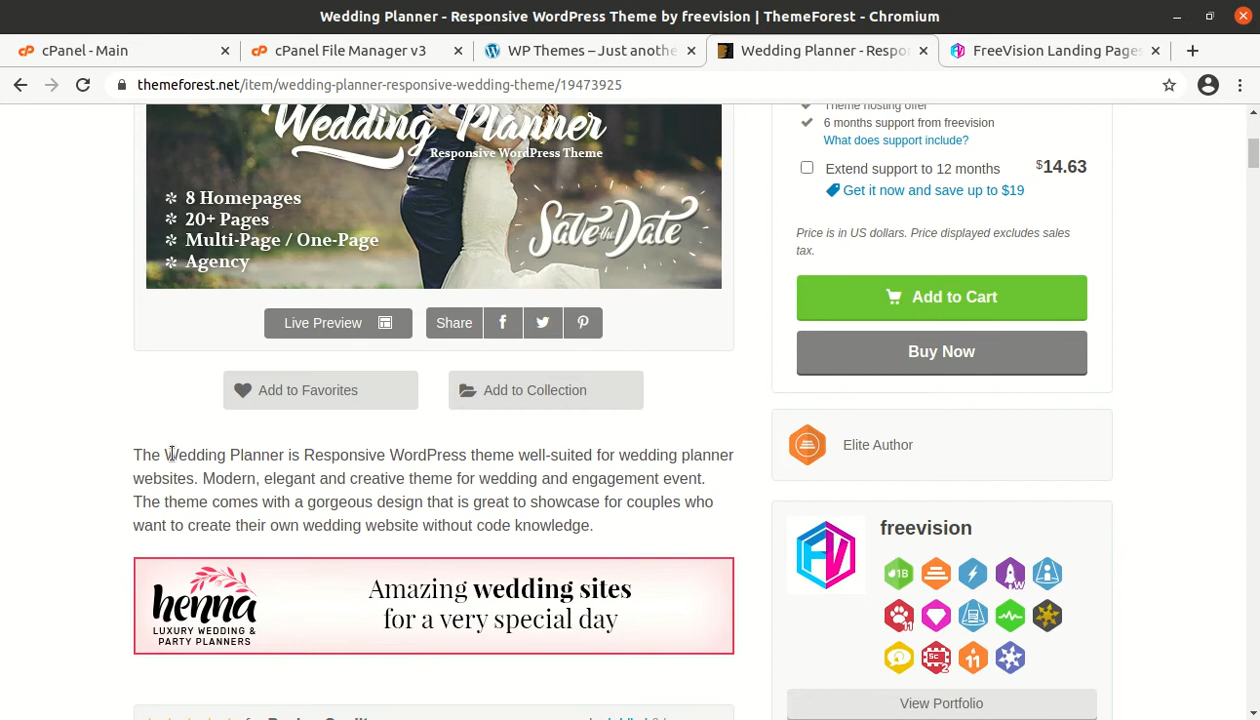 Wedding Planner - Responsive WordPress Theme by freevision | ThemeForest - Chromium
cPanel - Main
cPanel File Manager v3
WP Themes – Just anothe
Wedding Planner - Respo
FreeVision Landing Pages
themeforest.net/item/wedding-planner-responsive-wedding-theme/19473925
Wedding Planner
Responsive WordPress Theme
8 Homepages
20+ Pages
Multi-Page / One-Page
Agency
Save the Date
Live Preview
Share
Add to Favorites
Add to Collection
The Wedding Planner is Responsive WordPress theme well-suited for wedding planner
websites. Modern, elegant and creative theme for wedding and engagement event.
The theme comes with a gorgeous design that is great to showcase for couples who
want to create their own wedding website without code knowledge.
henna
LUXURY WEDDING &
PARTY PLANNERS
Amazing wedding sites
for a very special day
Theme hosting offer
6 months support from freevision
What does support include?
Extend support to 12 months
$14.63
Get it now and save up to $19
Price is in US dollars. Price displayed excludes sales
tax.
Add to Cart
Buy Now
Elite Author
freevision
View Portfolio